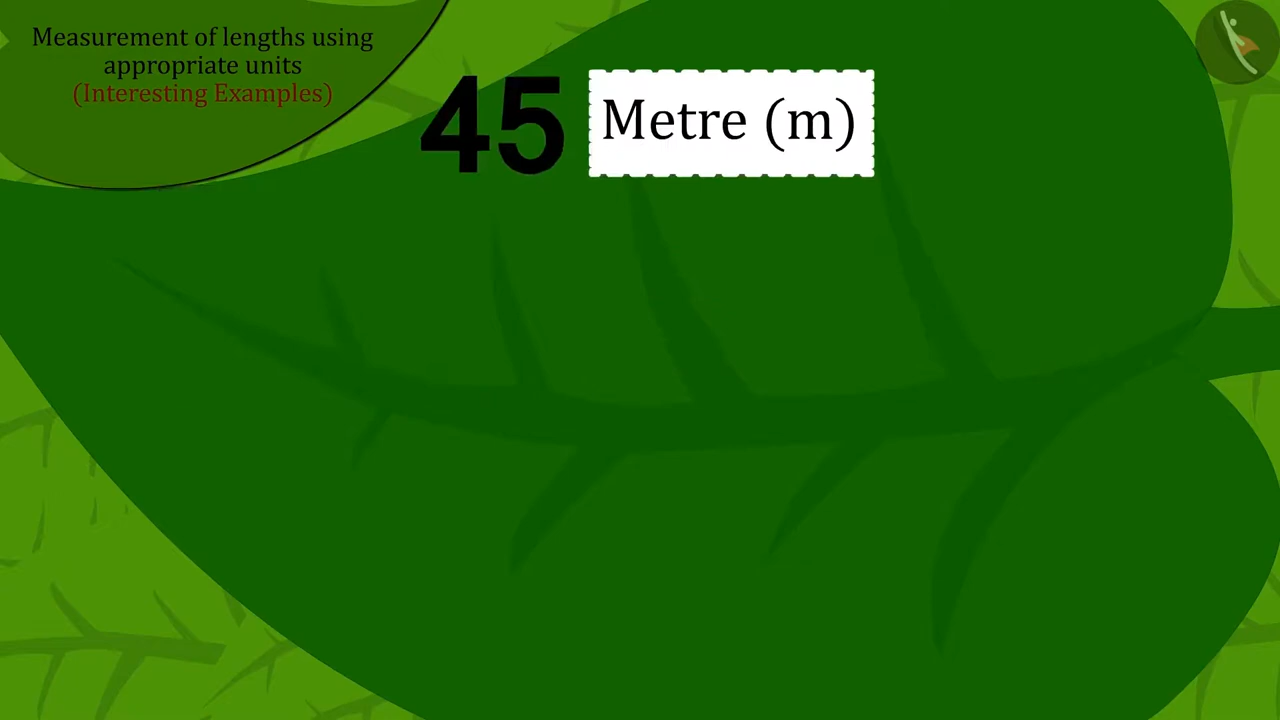 Measurement of lengths using
appropriate units
(Interesting Examples)
45 Metre (m)